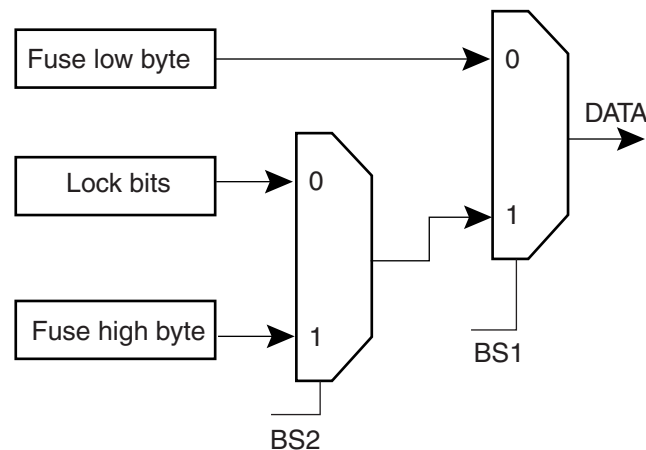 Fuse low byte
0
DATA
Lock bits
0
1
Fuse high byte
1
BS1
BS2